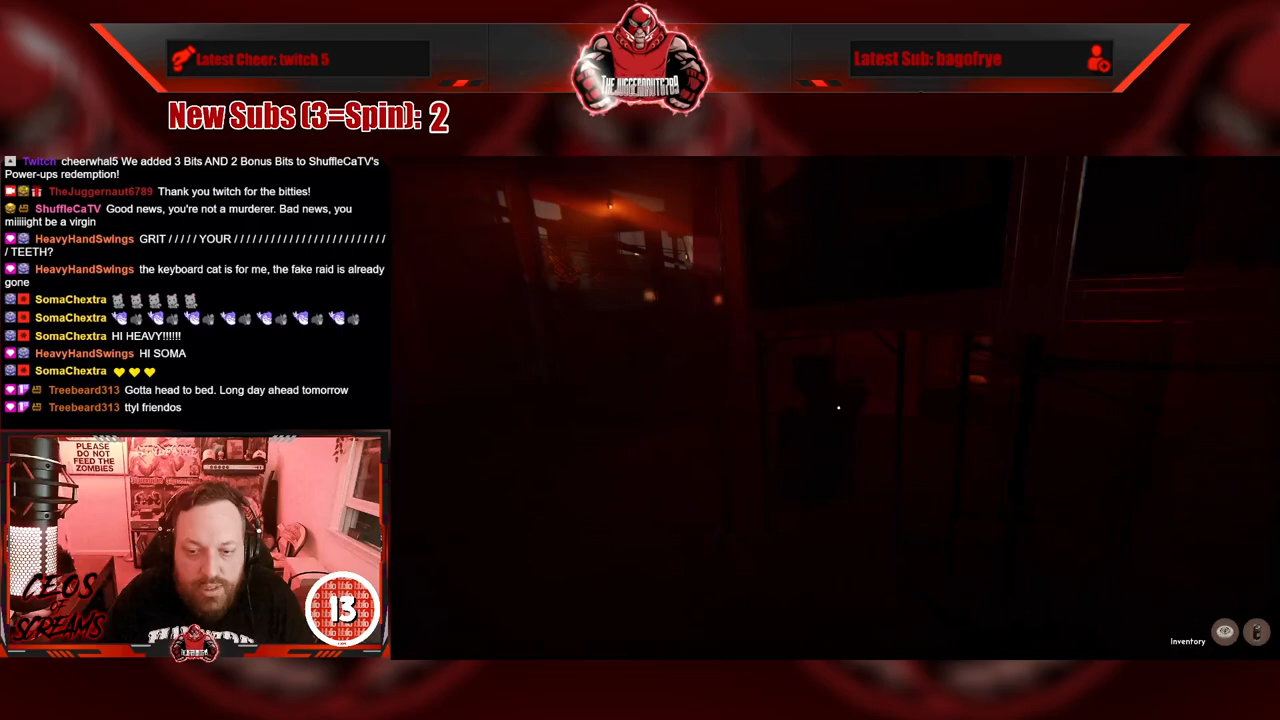 Latest Cheer: twitch 5
THEJUGGERNAUT6789
Latest Sub: bagofrye
New Subs (3=Spin): 2
Twitch cheerwhal5 We added 3 Bits AND 2 Bonus Bits to ShuffleCaTV's
Power-ups redemption!
TheJuggernaut6789 Thank you twitch for the bitties!
ShuffleCaTV Good news, you're not a murderer. Bad news, you
miiiiight be a virgin
HeavyHandSwings GRIT / / / / / YOUR / / / / / / / / / / / / / / / / / / / / / / / / /
/ TEETH?
HeavyHandSwings the keyboard cat is for me, the fake raid is already
gone
SomaChextra
SomaChextra
SomaChextra HI HEAVY!!!!!!
HeavyHandSwings HI SOMA
SomaChextra
Treebeard313 Gotta head to bed. Long day ahead tomorrow
Treebeard313 ttyl friendos
PLEASE
DO NOT
FEED THE
ZOMBIES
CEOS
OF
SCREAMS
13
Inventory